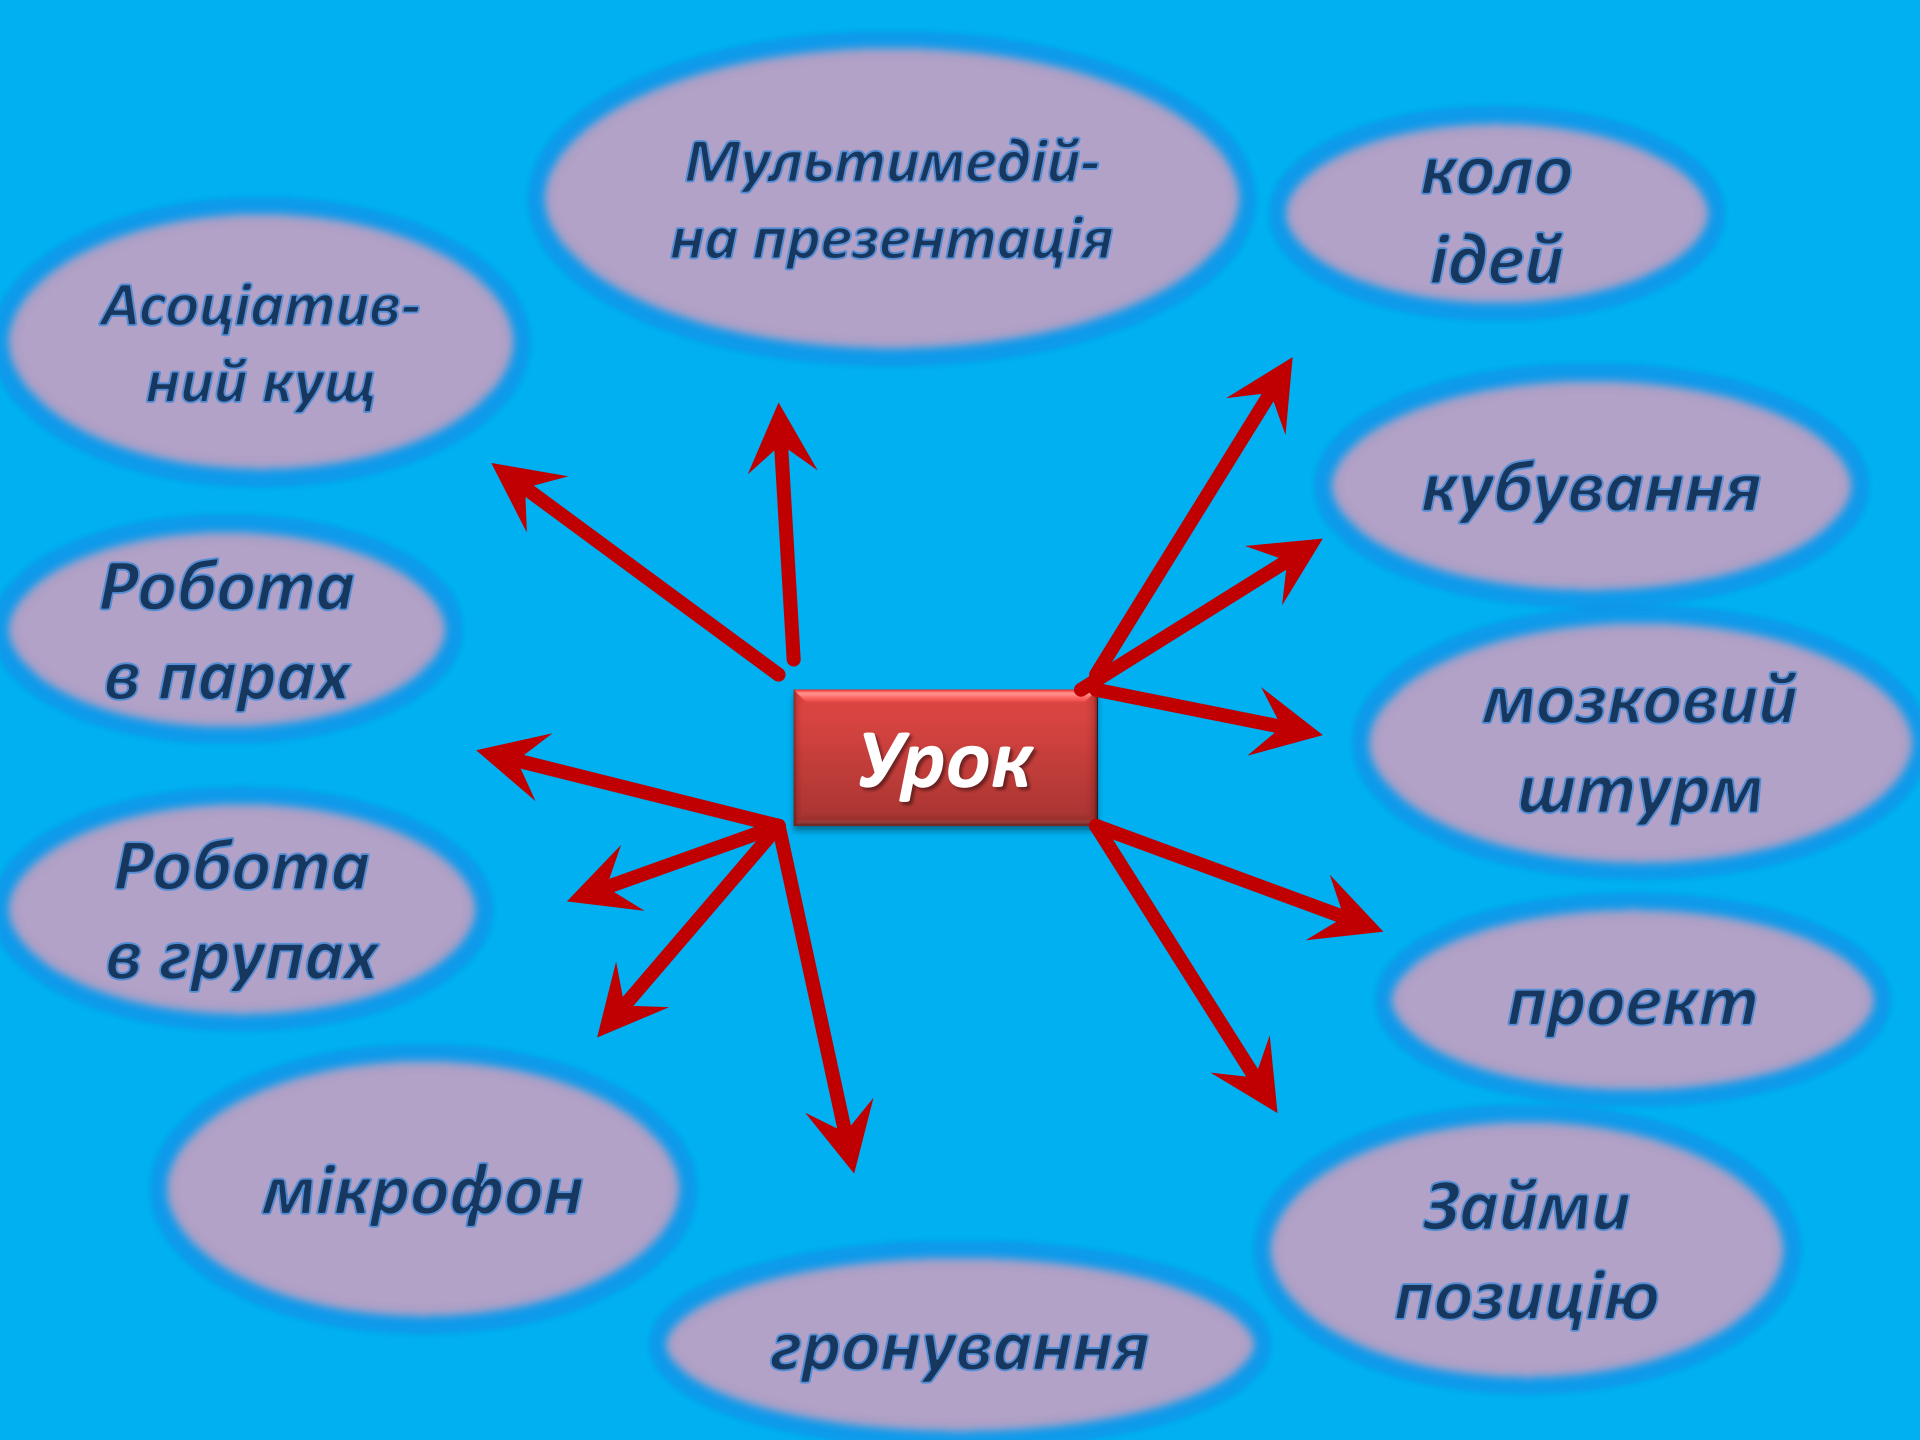 Мультимедій-
на презентація
коло
ідей
Асоціатив-
ний кущ
кубування
Робота
в парах
мозковий
штурм
Урок
Робота
в групах
проект
мікрофон
Займи
позицію
гронування